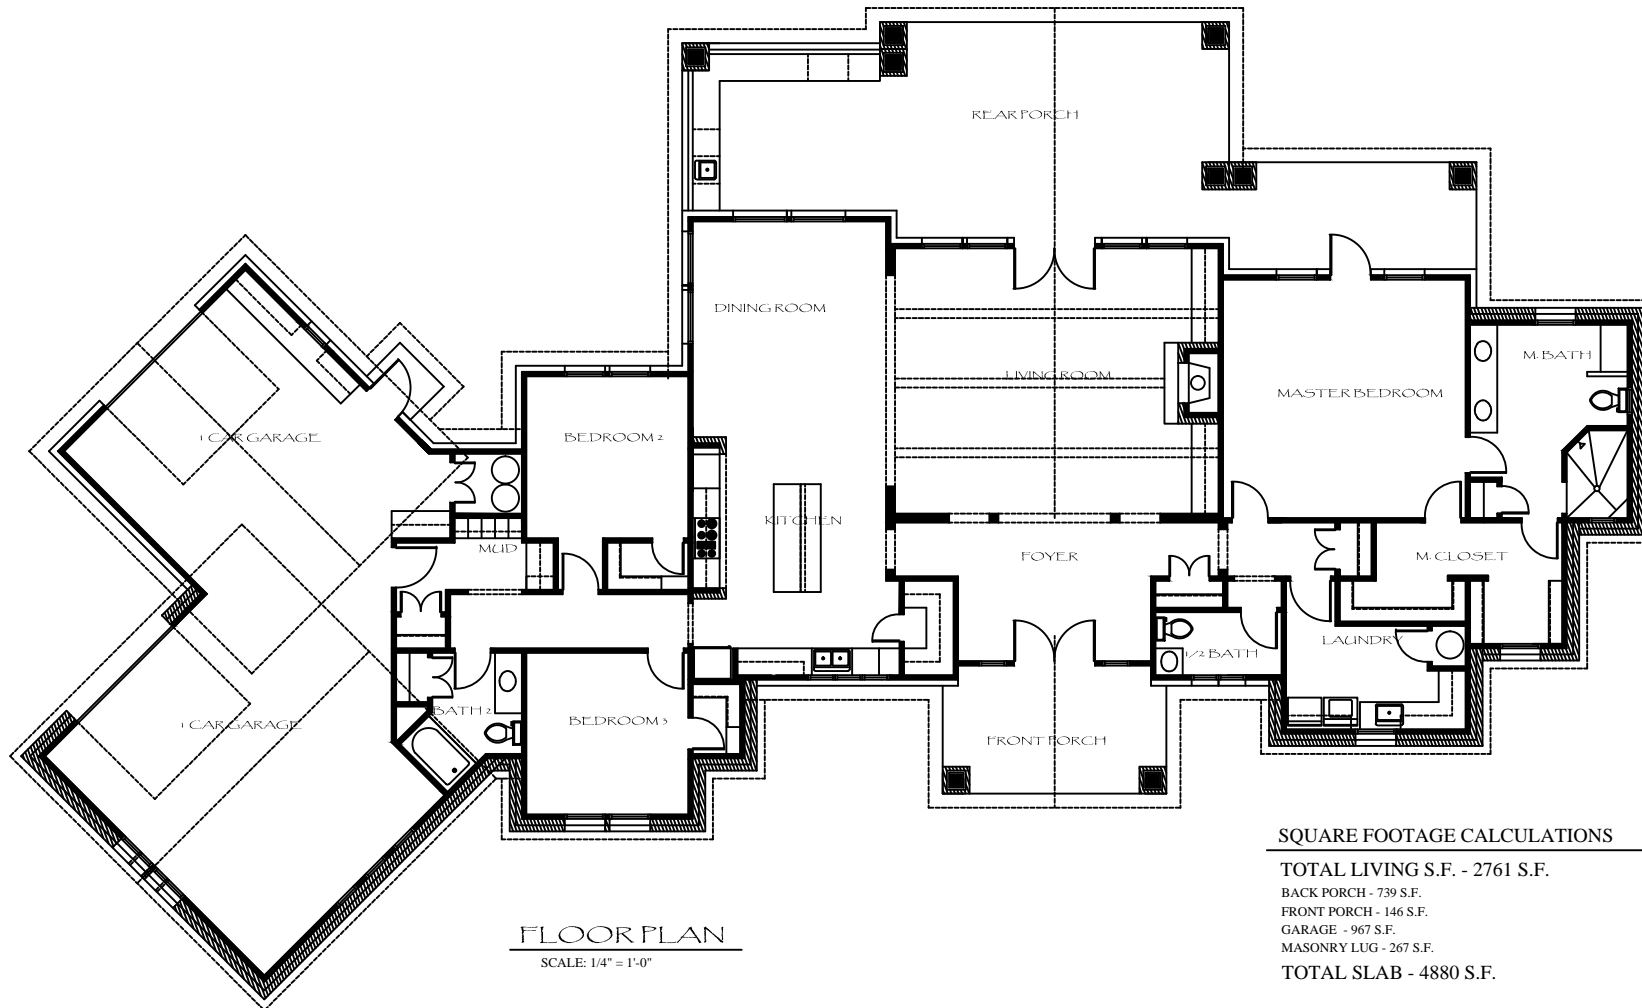 REAR PORCH
DINING ROOM
LIVING ROOM
M. BATH
MASTER BEDROOM
1 CAR GARAGE
BEDROOM 2
KITCHEN
MUD
FOYER
M. CLOSET
LAUNDRY
1/2 BATH
BATH 2
1 CAR GARAGE
BEDROOM 3
FRONT PORCH
FLOOR PLAN
SCALE: 1/4" = 1'-0"
SQUARE FOOTAGE CALCULATIONS
TOTAL LIVING S.F. - 2761 S.F.
BACK PORCH - 739 S.F.
FRONT PORCH - 146 S.F.
GARAGE - 967 S.F.
MASONRY LUG - 267 S.F.
TOTAL SLAB - 4880 S.F.